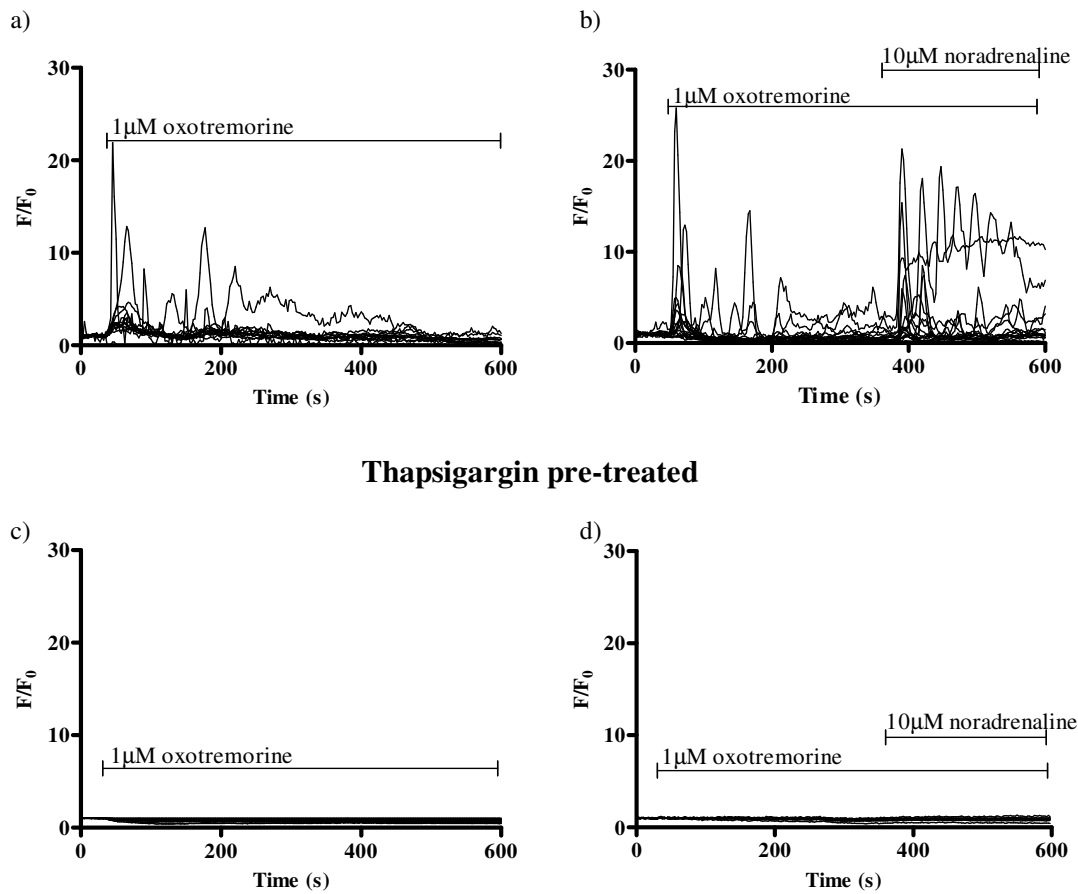 a)
30
20
10
0
F/F0
1μM oxotremorine
0
200
400
600
Time (s)
b)
30
20
10
0
F/F0
10μM noradrenaline
1μM oxotremorine
0
200
400
600
Time (s)
Thapsigargin pre-treated
c)
30
20
10
0
F/F0
1μM oxotremorine
0
200
400
600
Time (s)
d)
30
20
10
0
F/F0
10μM noradrenaline
1μM oxotremorine
0
200
400
600
Time (s)